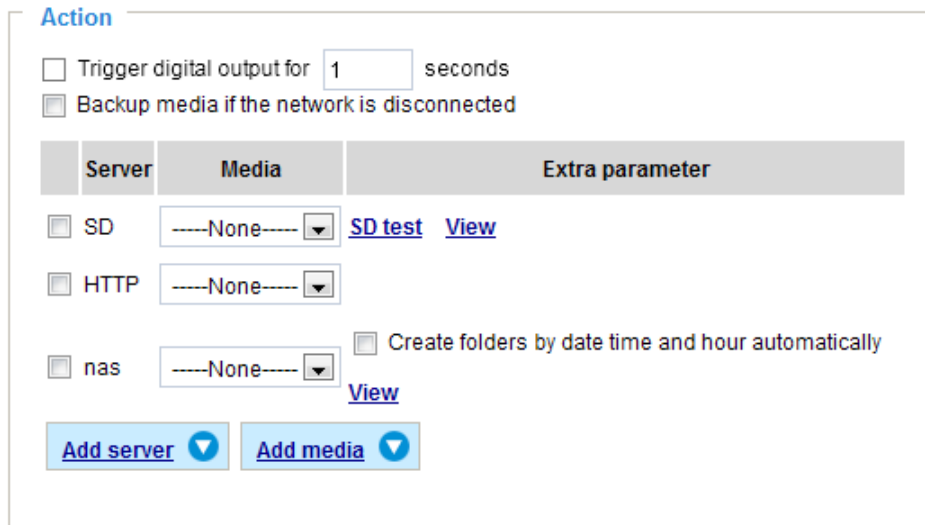 Action
Trigger digital output for 1 seconds
Backup media if the network is disconnected
Server Media Extra parameter
SD -----None----- SD test View
HTTP -----None-----
nas -----None----- Create folders by date time and hour automatically
View
Add server Add media